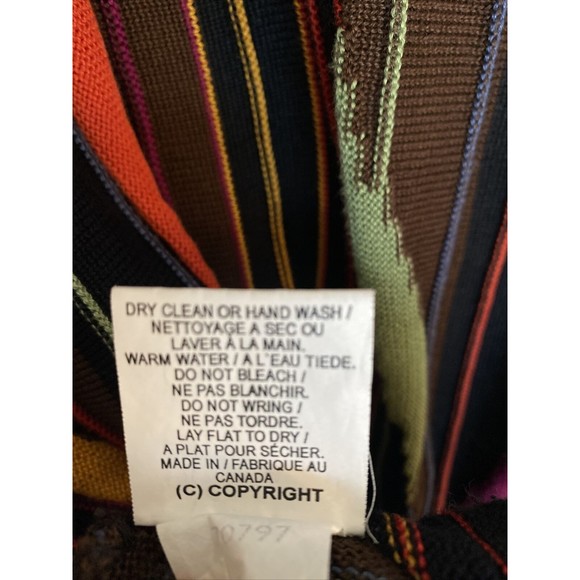 DRY CLEAN OR HAND WASH /
NETTOYAGE A SEC OU
LAVER À LA MAIN.
WARM WATER / A L'EAU TIEDE.
DO NOT BLEACH /
NE PAS BLANCHIR.
DO NOT WRING /
NE PAS TORDRE.
LAY FLAT TO DRY /
A PLAT POUR SÉCHER.
MADE IN / FABRIQUE AU
CANADA
(C) COPYRIGHT